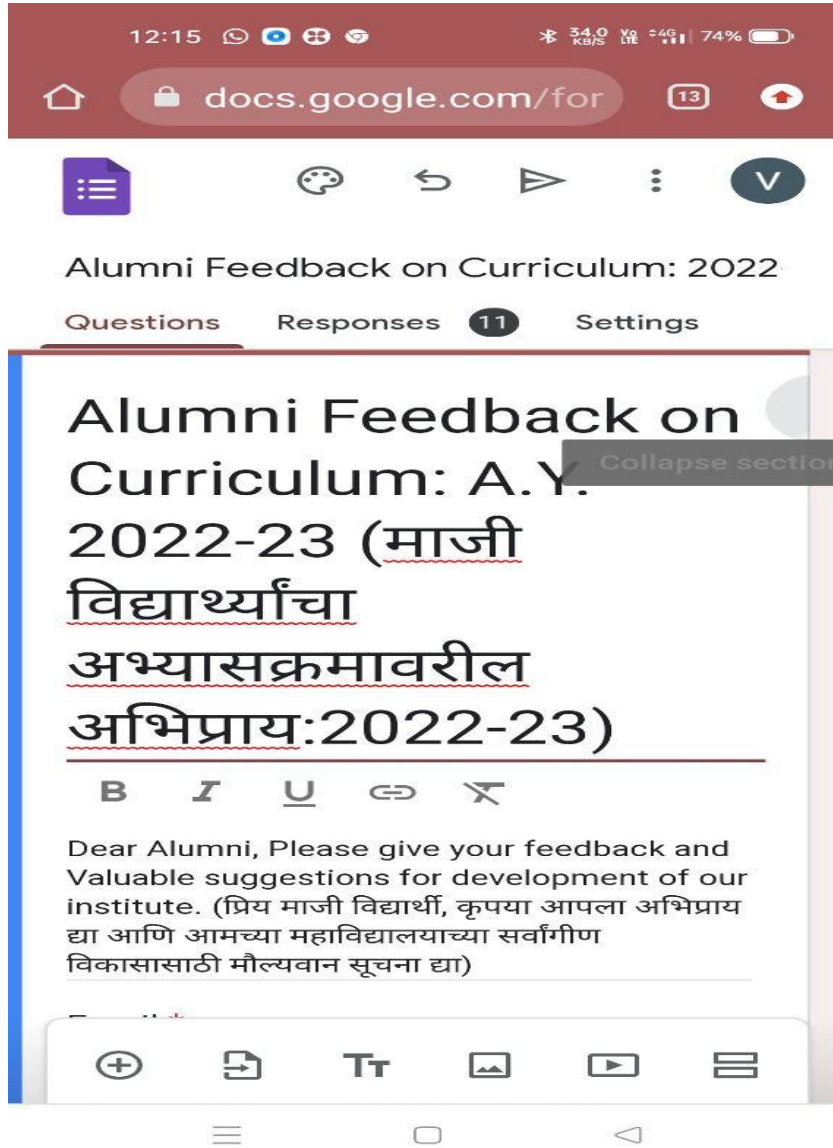 12:15 34.0 KB/S Vo LTE 4G 74%
docs.google.com/for 13
V
Alumni Feedback on Curriculum: 2022
Questions Responses 11 Settings
Alumni Feedback on
Curriculum: A.Y.
Collapse section
2022-23 (माजी
विद्यार्थ्यांचा
अभ्यासक्रमावरील
अभिप्राय:2022-23)
B I U
Dear Alumni, Please give your feedback and
Valuable suggestions for development of our
institute. (प्रिय माजी विद्यार्थी, कृपया आपला अभिप्राय
द्या आणि आमच्या महाविद्यालयाच्या सर्वांगीण
विकासासाठी मौल्यवान सूचना द्या)
Tт